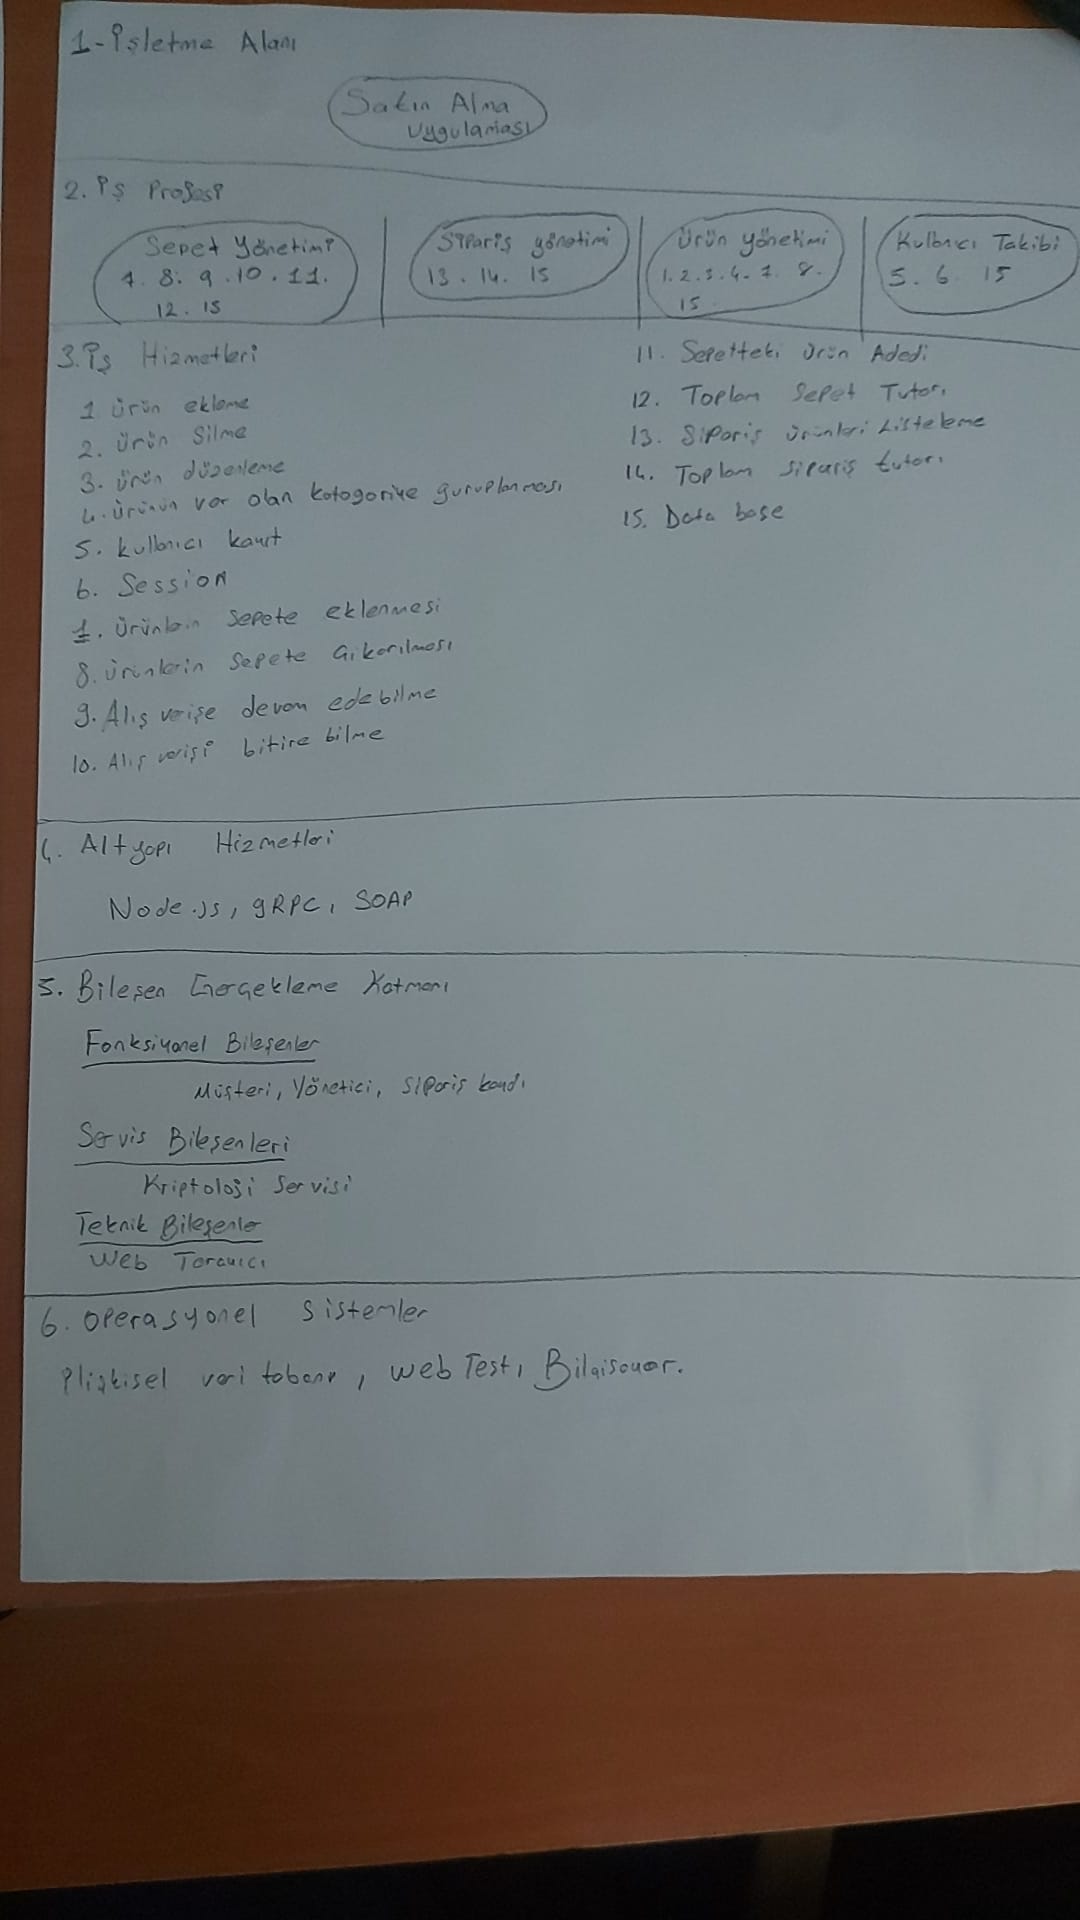 1-İşletme Alanı
Satın Alma
Uygulaması
2. İş Projesi
Sepet Yönetimi
7. 8. 9. 10. 11.
12. 15
Sipariş yönetimi
13. 14. 15
Ürün yönetimi
1. 2. 3. 4. 7. 8.
15.
Kullanıcı Takibi
5. 6. 15
3. İş Hizmetleri
1 ürün ekleme
2. ürün Silme
3. ürün düzenleme
4. ürünün var olan kategoriye guruplanması
5. kullanıcı kayıt
6. Session
7. ürünlerin sepete eklenmesi
8. ürünlerin sepete çıkarılması
9. Alış verişe devam edebilme
10. Alış verişi bitire bilme
11. Sepetteki ürün Adedi
12. Toplam Sepet Tutarı
13. Sipariş ürünleri Listeleme
14. Toplam sipariş tutarı
15. Data base
4. Altyapı Hizmetleri
Node.js, gRPC, SOAP
5. Bileşen Gerçekleme Katmanı
Fonksiyonel Bileşenler
Müşteri, Yönetici, Sipariş kaydı
Servis Bileşenleri
Kriptoloji Servisi
Teknik Bileşenler
Web Tarayıcı
6. Operasyonel Sistemler
İlişkisel veri tabanı, web Test, Bilgisayar.